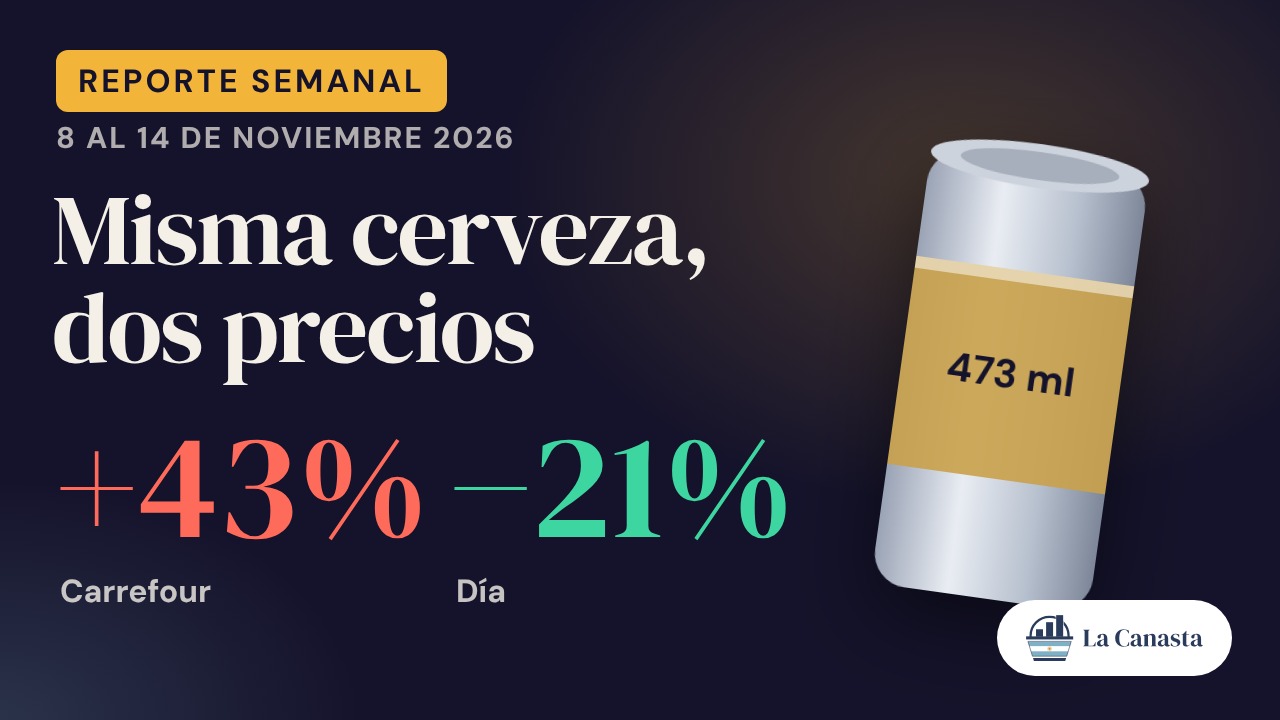 REPORTE SEMANAL
8 AL 14 DE NOVIEMBRE 2026
Misma cerveza,
dos precios
+43% −21%
Carrefour Día
473 ml
La Canasta